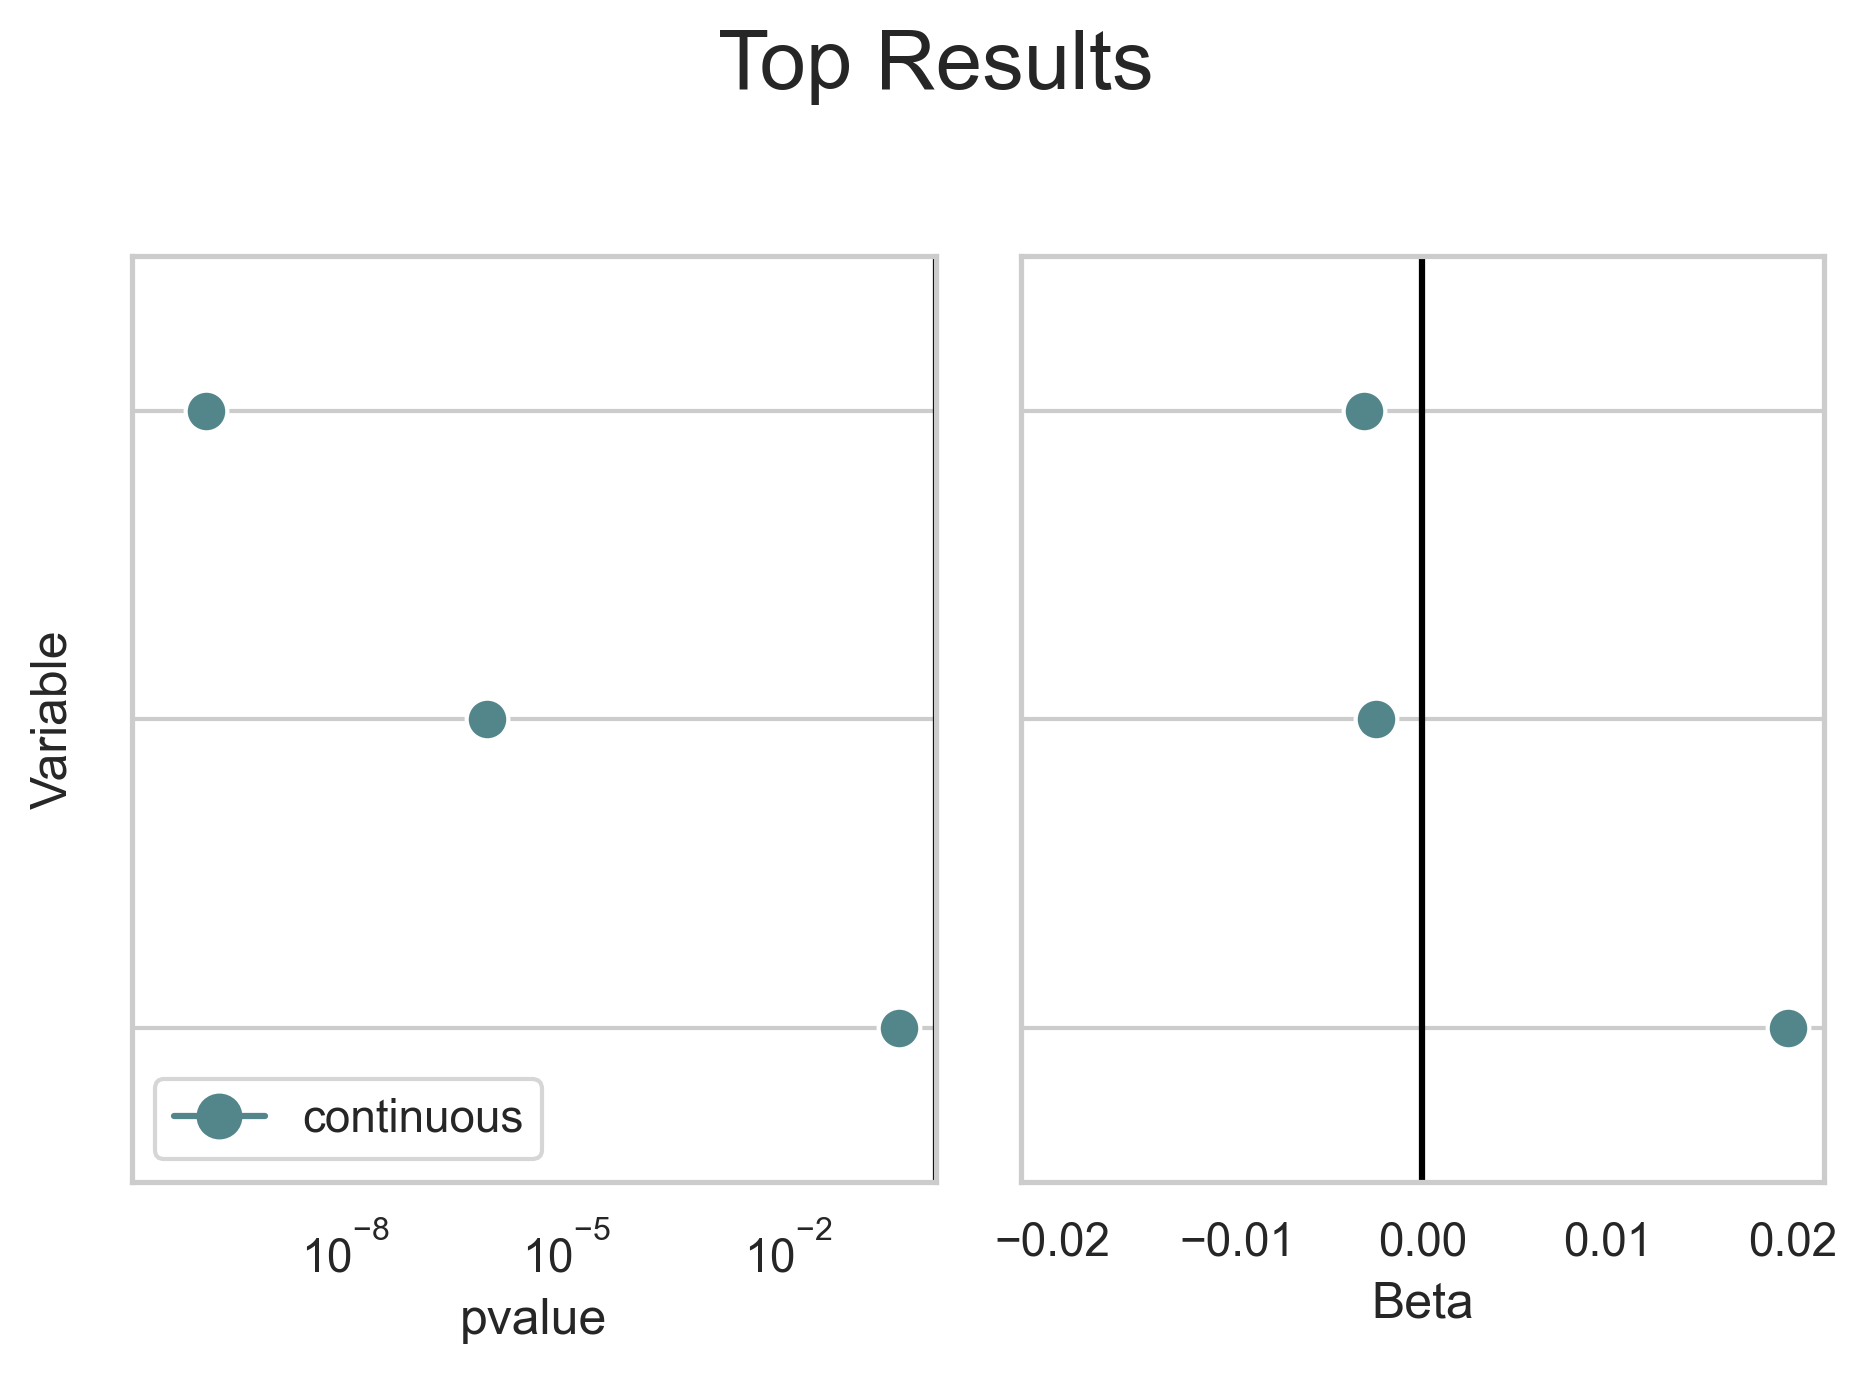 Top Results
Variable
continuous
10⁻⁸ 10⁻⁵ 10⁻²
pvalue
−0.02 −0.01 0.00 0.01 0.02
Beta